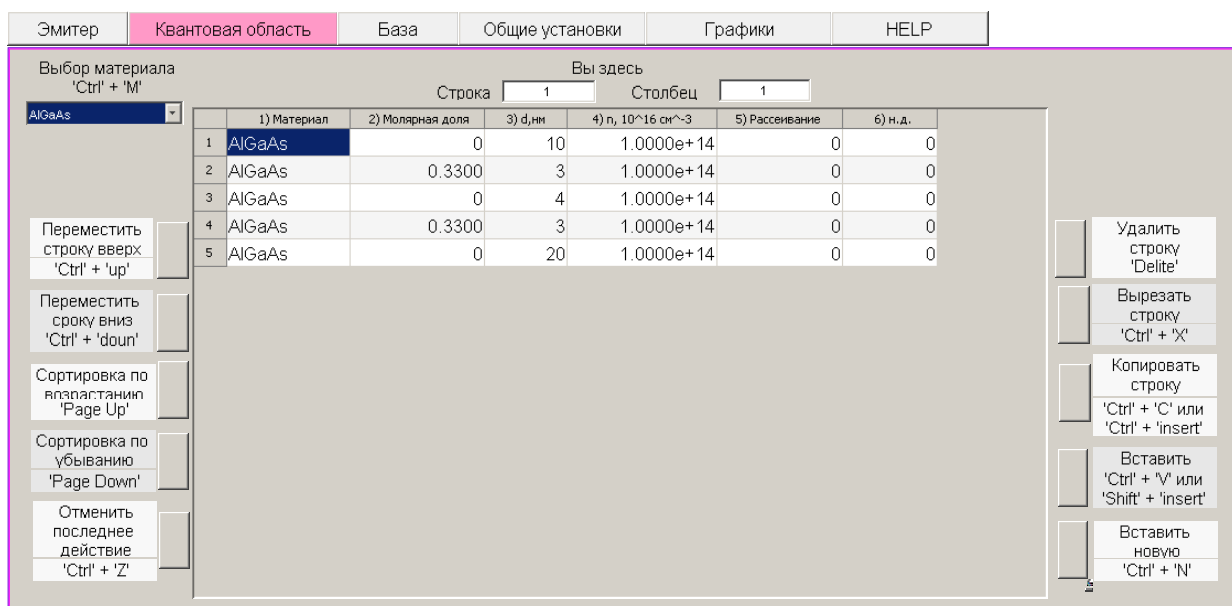 Эмитер Квантовая область База Общие установки Графики HELP
Выбор материала
'Ctrl' + 'M'
AlGaAs
Вы здесь
Строка 1 Столбец 1
1) Материал 2) Молярная доля 3) d,нм 4) n, 10^16 см^-3 5) Рассеивание 6) н.д.
1 AlGaAs 0 10 1.0000e+14 0 0
2 AlGaAs 0.3300 3 1.0000e+14 0 0
3 AlGaAs 0 4 1.0000e+14 0 0
4 AlGaAs 0.3300 3 1.0000e+14 0 0
5 AlGaAs 0 20 1.0000e+14 0 0
Переместить
строку вверх
'Ctrl' + 'up'
Переместить
сроку вниз
'Ctrl' + 'doun'
Сортировка по
возрастанию
'Page Up'
Сортировка по
убыванию
'Page Down'
Отменить
последнее
действие
'Ctrl' + 'Z'
Удалить
строку
'Delite'
Вырезать
строку
'Ctrl' + 'X'
Копировать
строку
'Ctrl' + 'C' или
'Ctrl' + 'insert'
Вставить
'Ctrl' + 'V' или
'Shift' + 'insert'
Вставить
новую
'Ctrl' + 'N'